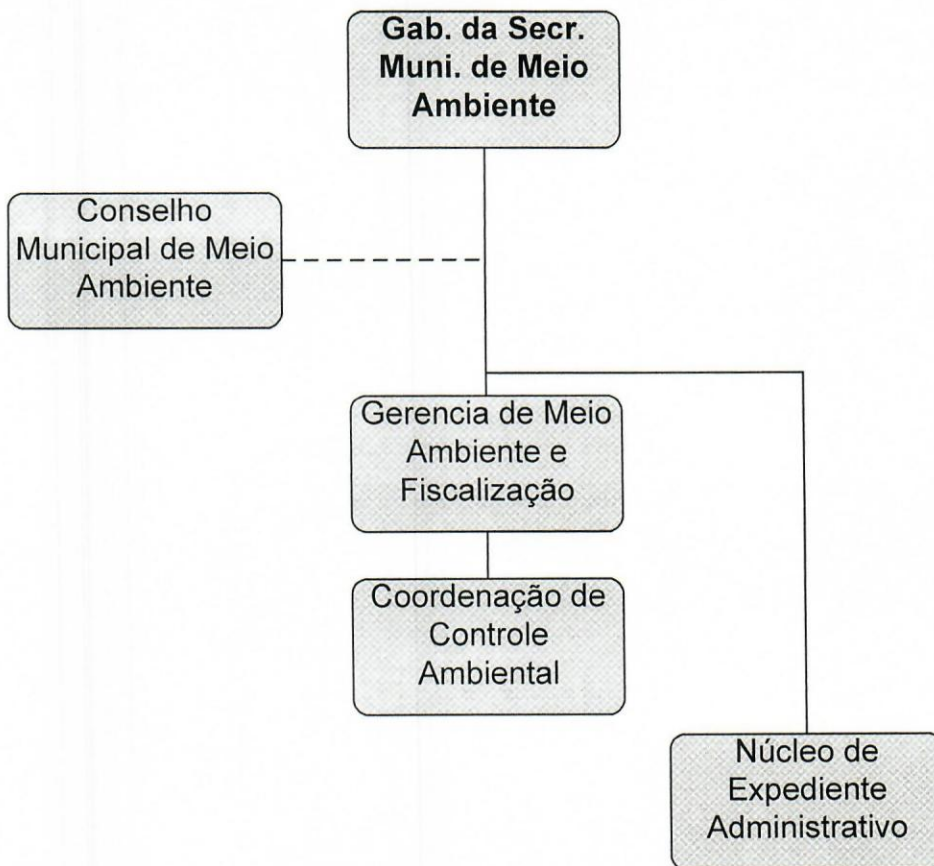 Gab. da Secr.
Muni. de Meio
Ambiente
Conselho
Municipal de Meio
Ambiente
Gerencia de Meio
Ambiente e
Fiscalização
Coordenação de
Controle
Ambiental
Núcleo de
Expediente
Administrativo